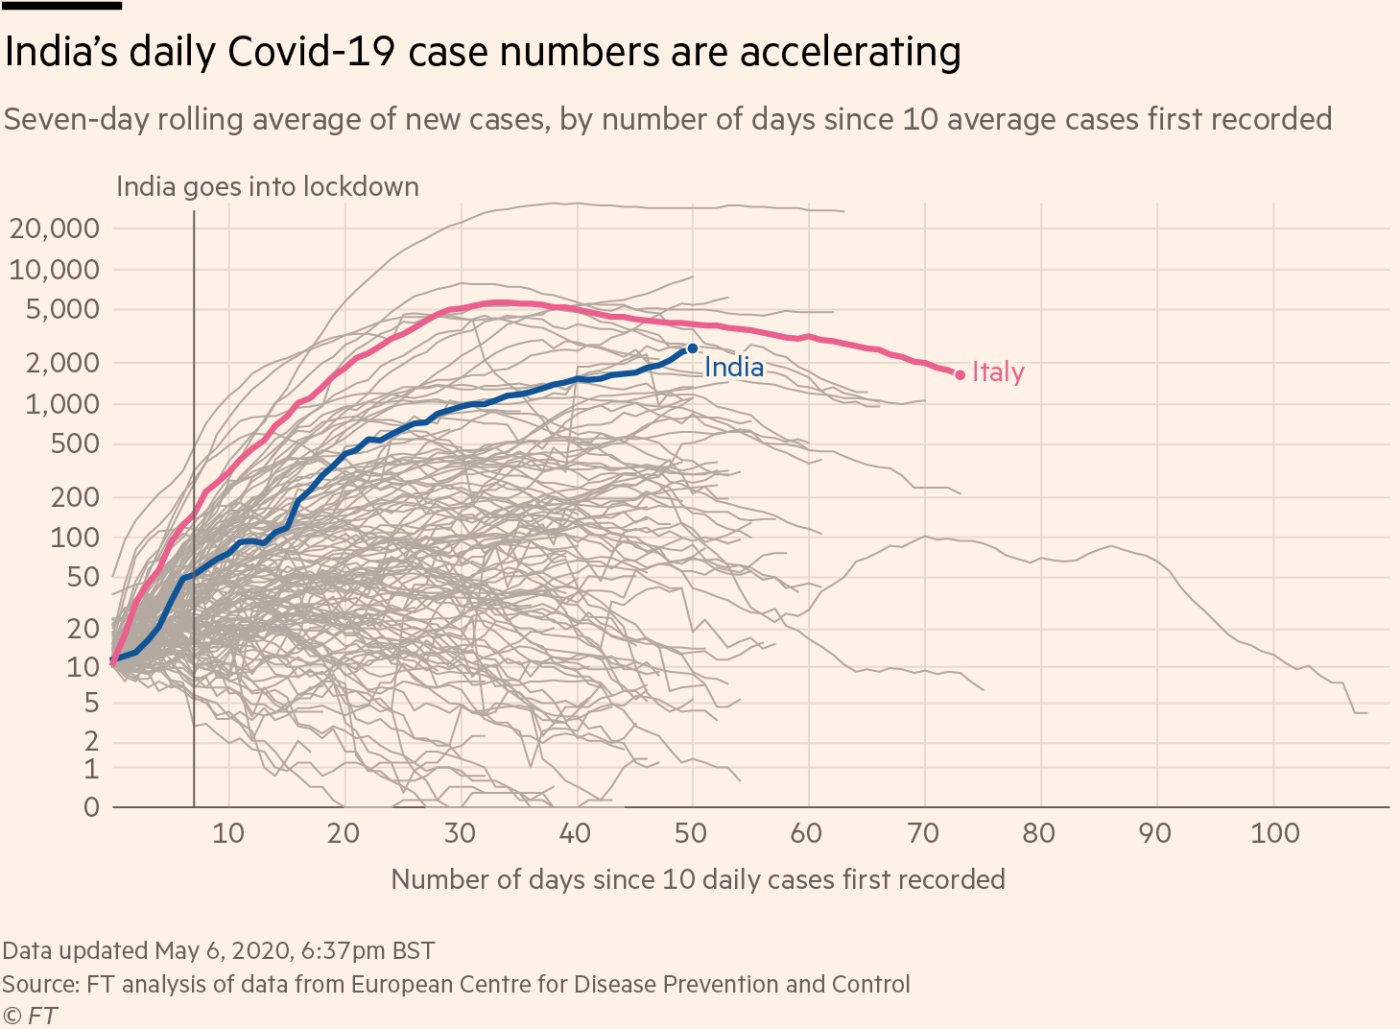 India’s daily Covid-19 case numbers are accelerating
Seven-day rolling average of new cases, by number of days since 10 average cases first recorded
India goes into lockdown
20,000
10,000
5,000
2,000
1,000
500
200
100
50
20
10
5
2
1
0
India
Italy
10 20 30 40 50 60 70 80 90 100
Number of days since 10 daily cases first recorded
Data updated May 6, 2020, 6:37pm BST
Source: FT analysis of data from European Centre for Disease Prevention and Control
© FT